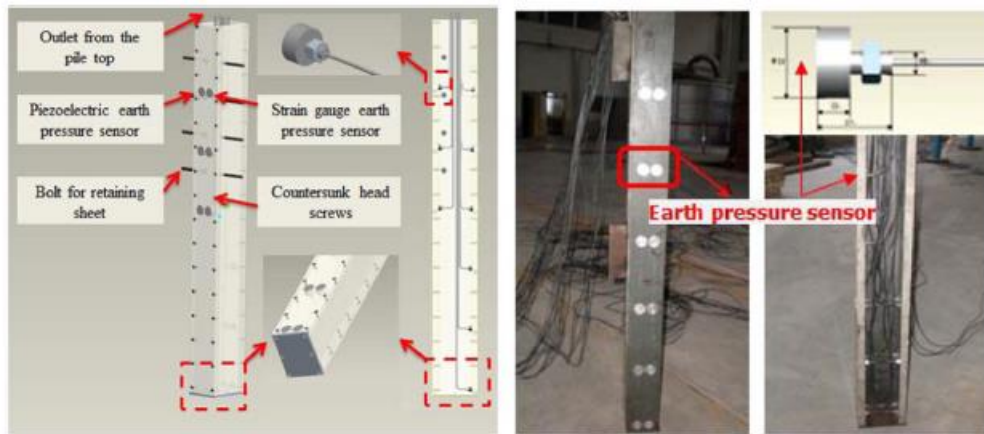 Outlet from the
pile top
Piezoelectric earth
pressure sensor
Strain gauge earth
pressure sensor
Bolt for retaining
sheet
Countersunk head
screws
Earth pressure sensor